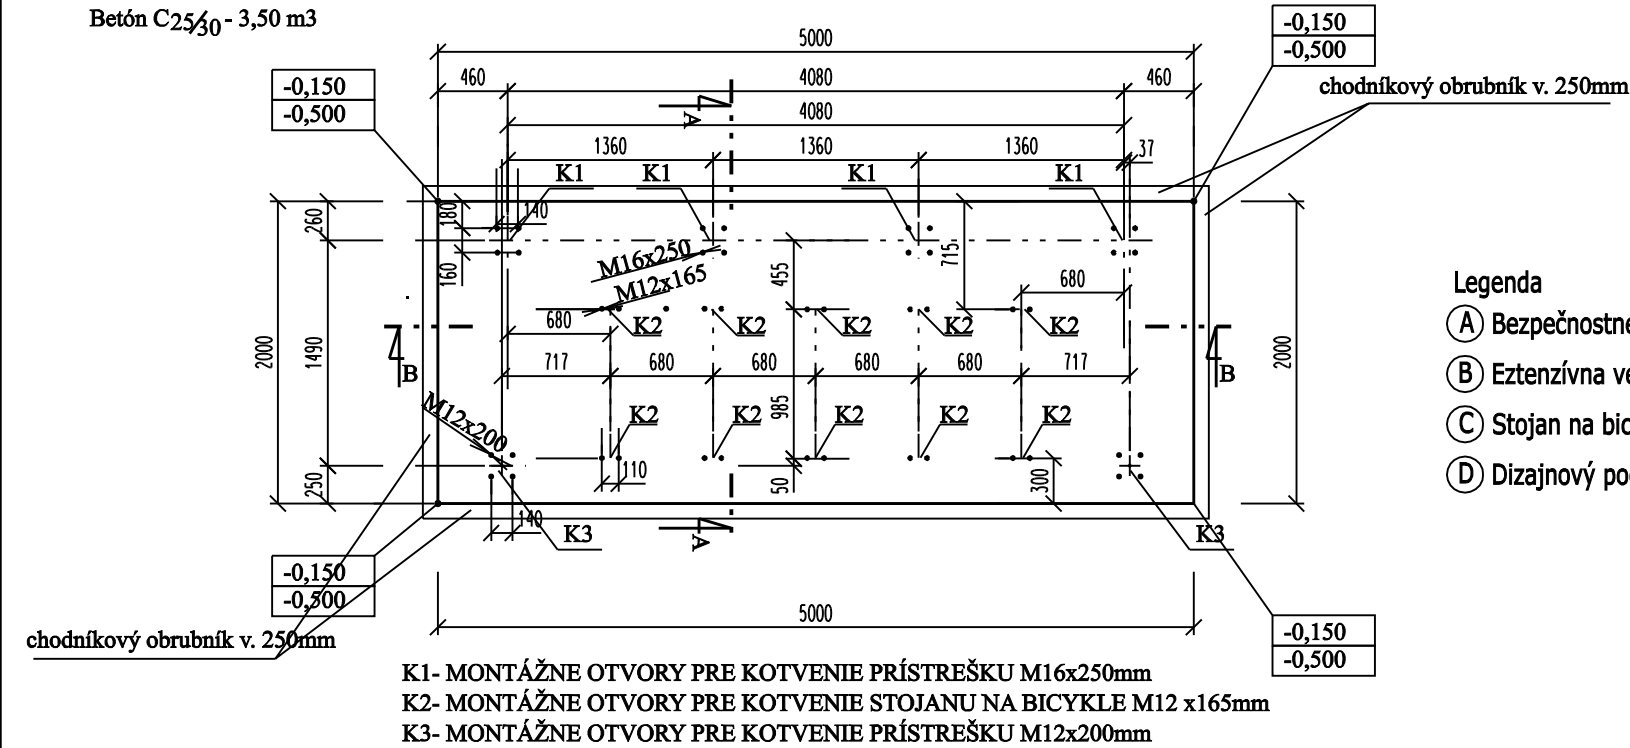 Betón C25/30 - 3,50 m3
5000
-0,150
-0,500
460
4080
460
-0,150
-0,500
chodníkový obrubník v. 250mm
4080
A
1360
1360
1360
37
K1
K1
K1
K1
260
180
140
160
M16x250
M12x165
455
715
680
680
K2
K2
K2
K2
K2
2000
1490
2000
B
B
717
680
680
680
680
717
M12x200
K2
K2
K2
K2
K2
985
110
250
50
300
140
K3
K3
A
Legenda
A Bezpečnostn
B Eztenzívna v
C Stojan na bic
D Dizajnový po
-0,150
-0,500
5000
-0,150
-0,500
chodníkový obrubník v. 250mm
K1- MONTÁŽNE OTVORY PRE KOTVENIE PRÍSTREŠKU M16x250mm
K2- MONTÁŽNE OTVORY PRE KOTVENIE STOJANU NA BICYKLE M12 x165mm
K3- MONTÁŽNE OTVORY PRE KOTVENIE PRÍSTREŠKU M12x200mm